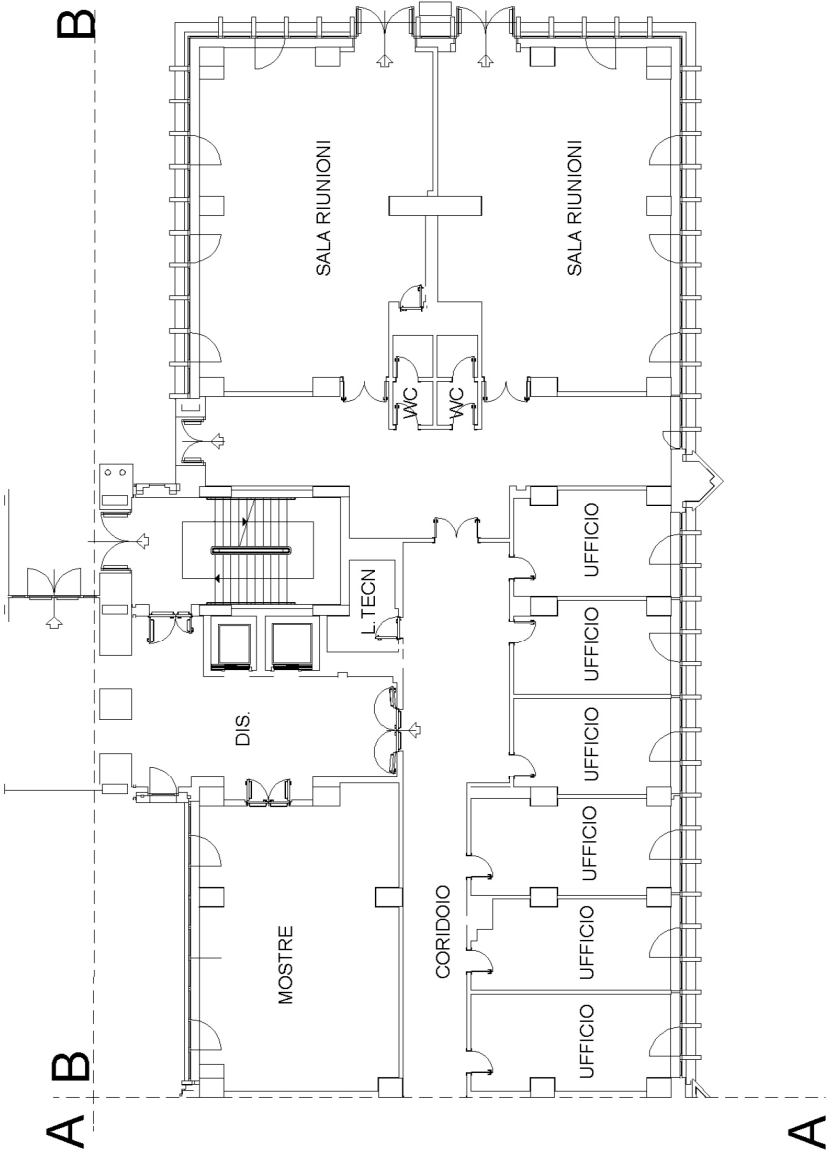 B
SALA RIUNIONI
SALA RIUNIONI
WC
WC
L.TECN
UFFICIO
UFFICIO
DIS.
UFFICIO
UFFICIO
MOSTRE
CORIDOIO
UFFICIO
UFFICIO
B
A
A